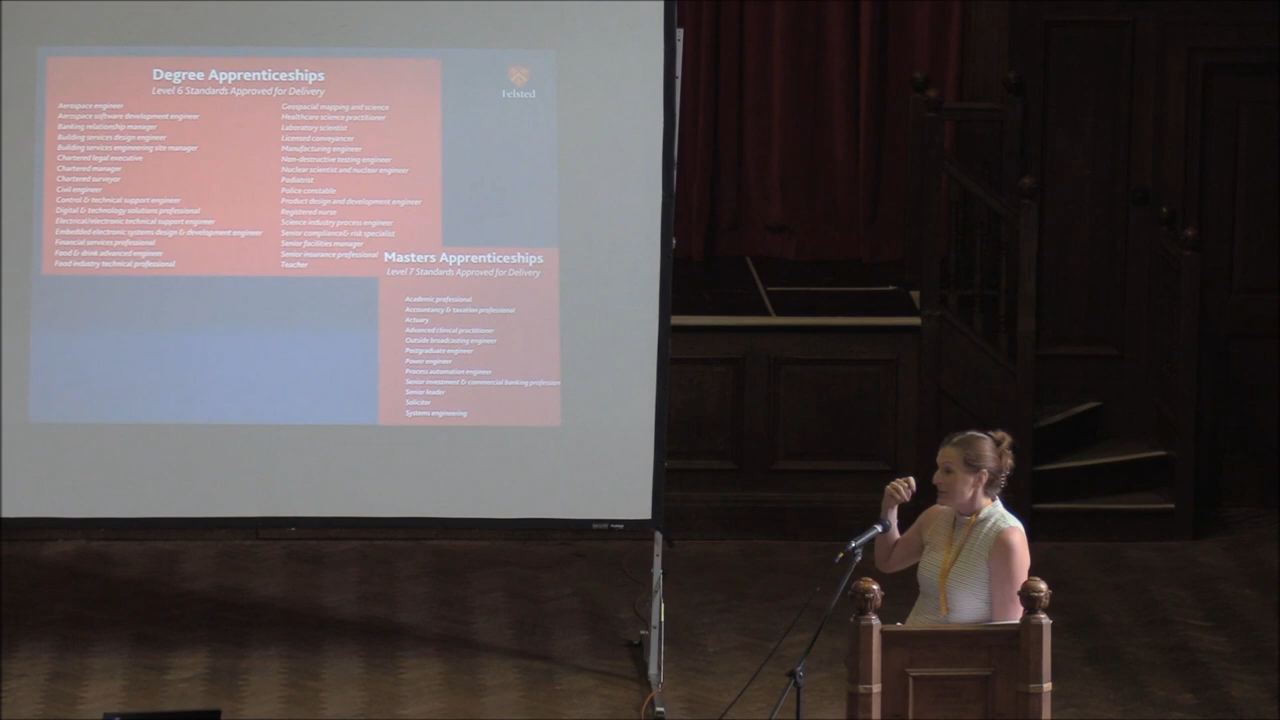 Degree Apprenticeships
Level 6 Standards Approved for Delivery
Aerospace engineer
Aerospace software development engineer
Banking relationship manager
Building services design engineer
Building services engineering site manager
Chartered legal executive
Chartered manager
Chartered surveyor
Civil engineer
Control & technical support engineer
Digital & technology solutions professional
Electrical/electronic technical support engineer
Embedded electronic systems design & development engineer
Financial services professional
Food & drink advanced engineer
Food industry technical professional
Geospacial mapping and science
Healthcare science practitioner
Laboratory scientist
Licensed conveyancer
Manufacturing engineer
Non-destructive testing engineer
Nuclear scientist and nuclear engineer
Podiatrist
Police constable
Product design and development engineer
Registered nurse
Science industry process engineer
Senior compliance& risk specialist
Senior facilities manager
Senior insurance professional
Teacher
Felsted
Masters Apprenticeships
Level 7 Standards Approved for Delivery
Academic professional
Accountancy & taxation professional
Actuary
Advanced clinical practitioner
Outside broadcasting engineer
Postgraduate engineer
Power engineer
Process automation engineer
Senior investment & commercial banking profession
Senior leader
Solicitor
Systems engineering